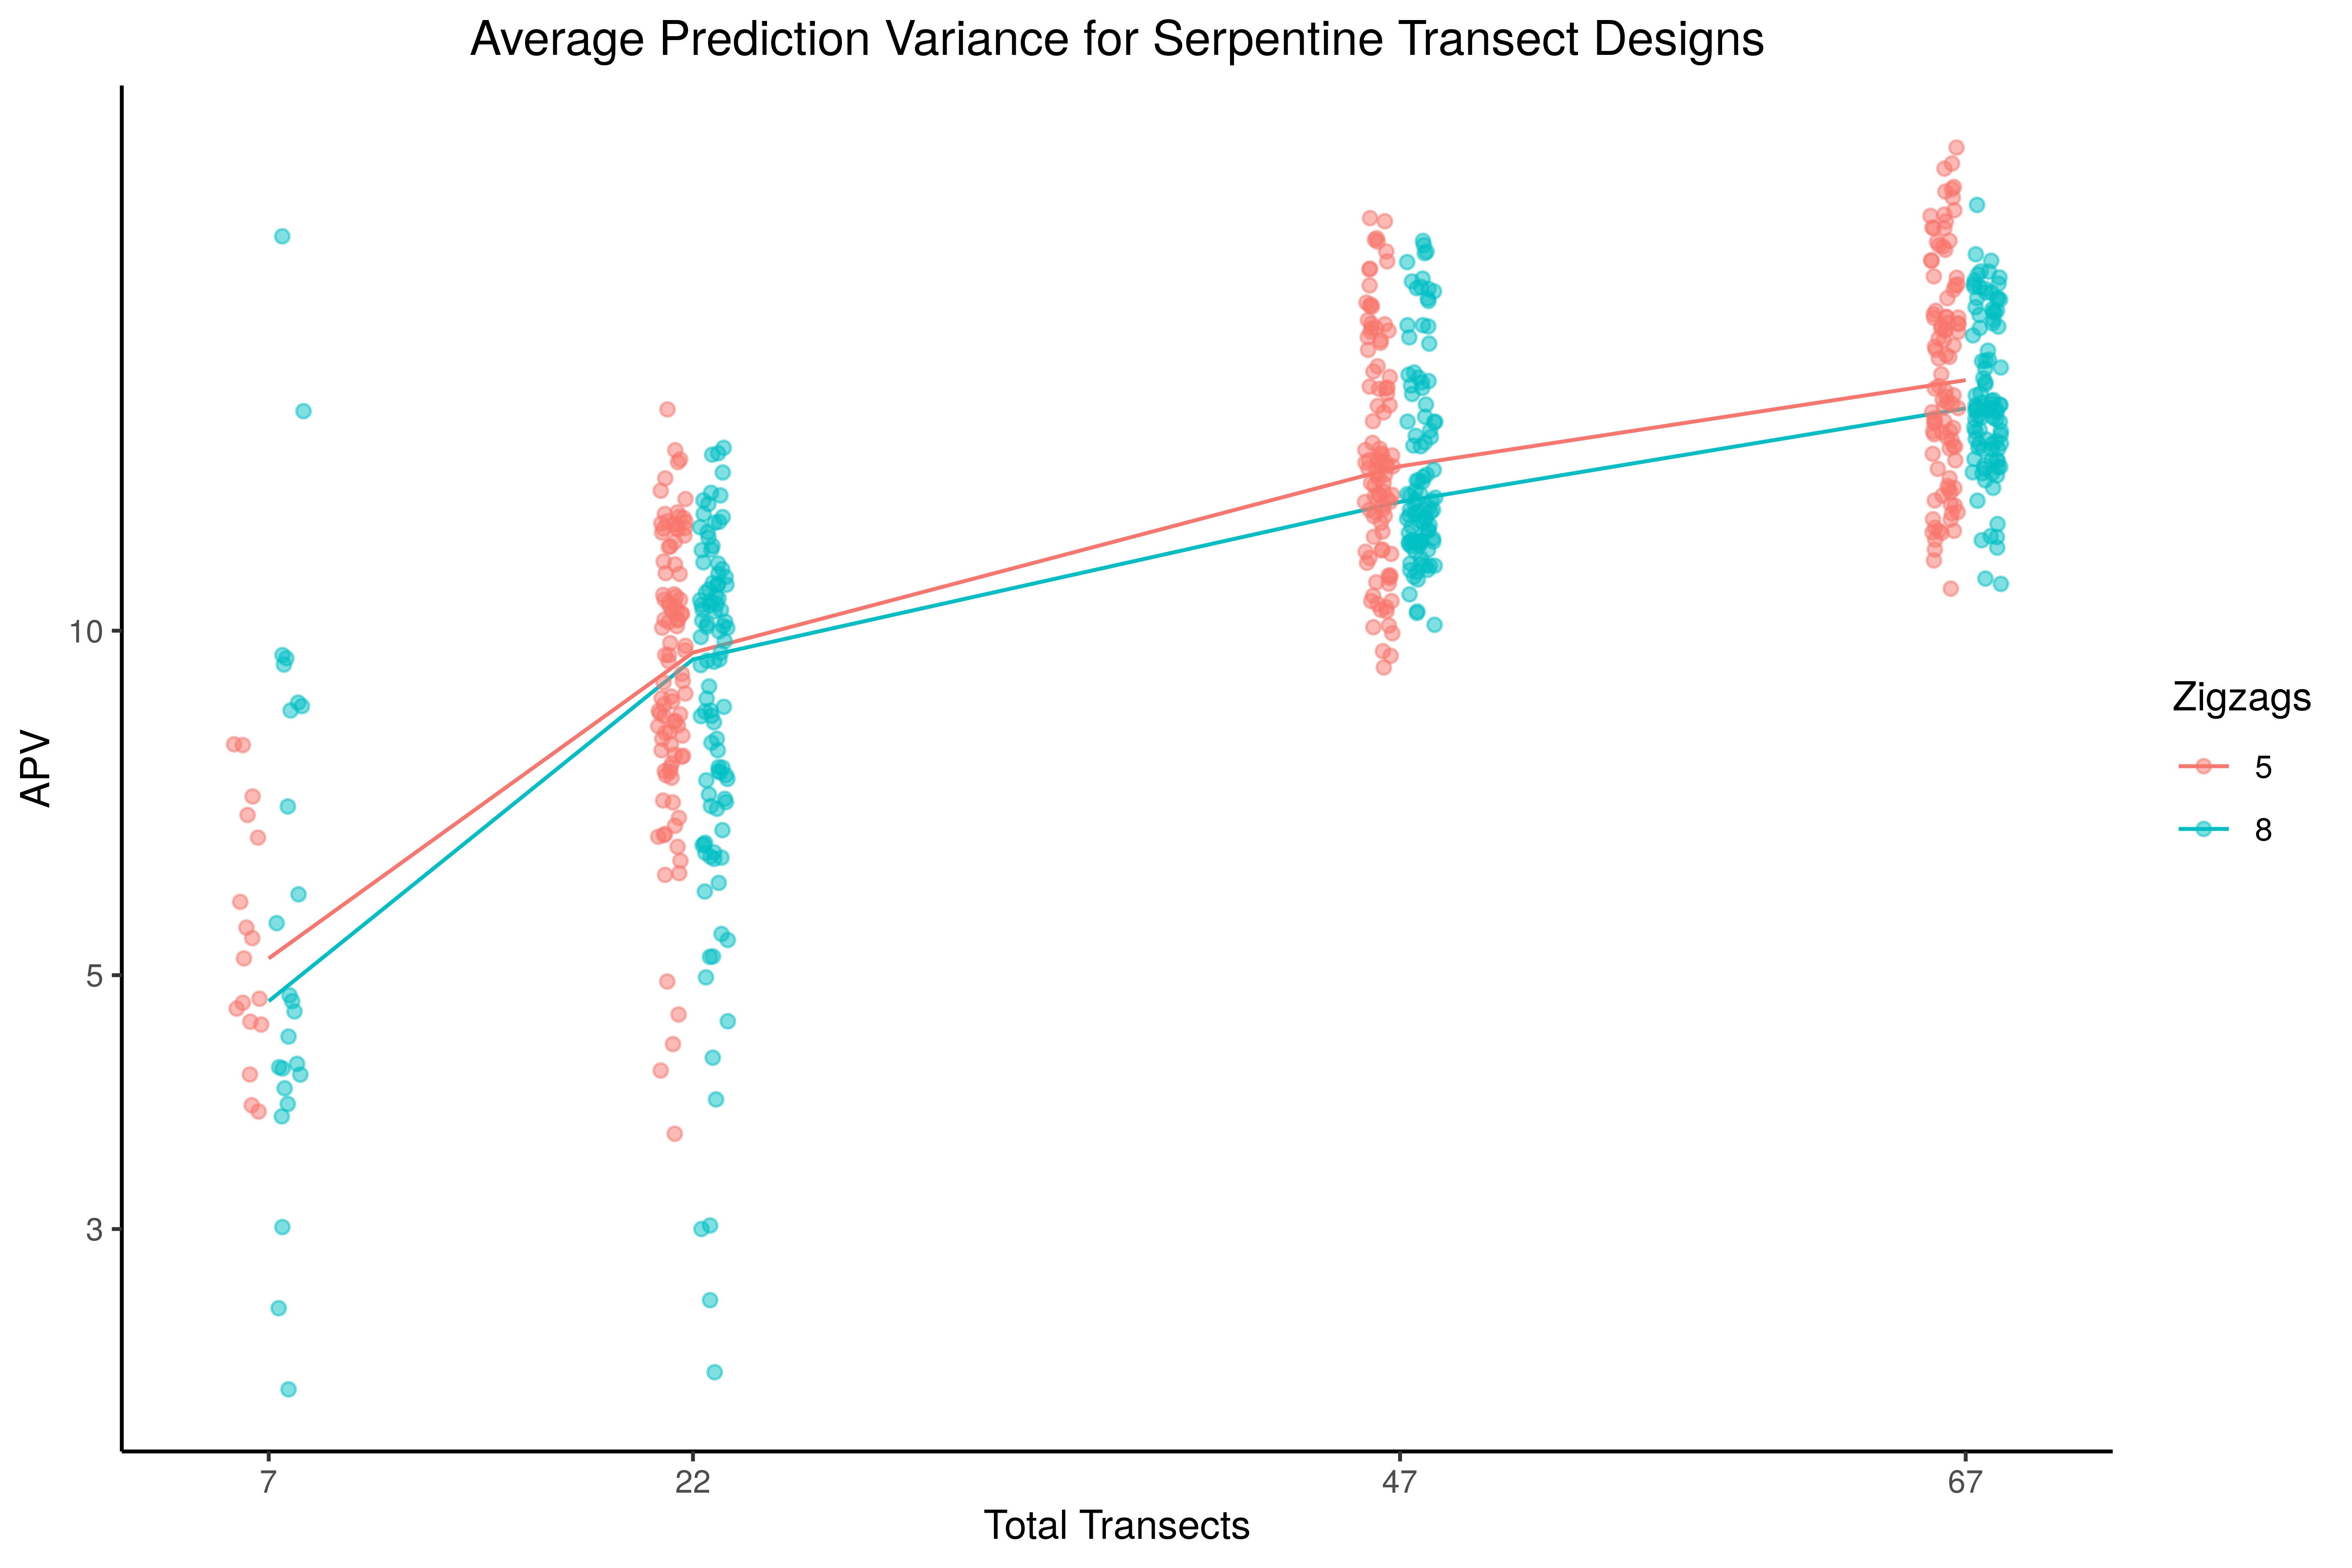 Average Prediction Variance for Serpentine Transect Designs
10
5
3
APV
7 22 47 67
Total Transects
Zigzags
5
8